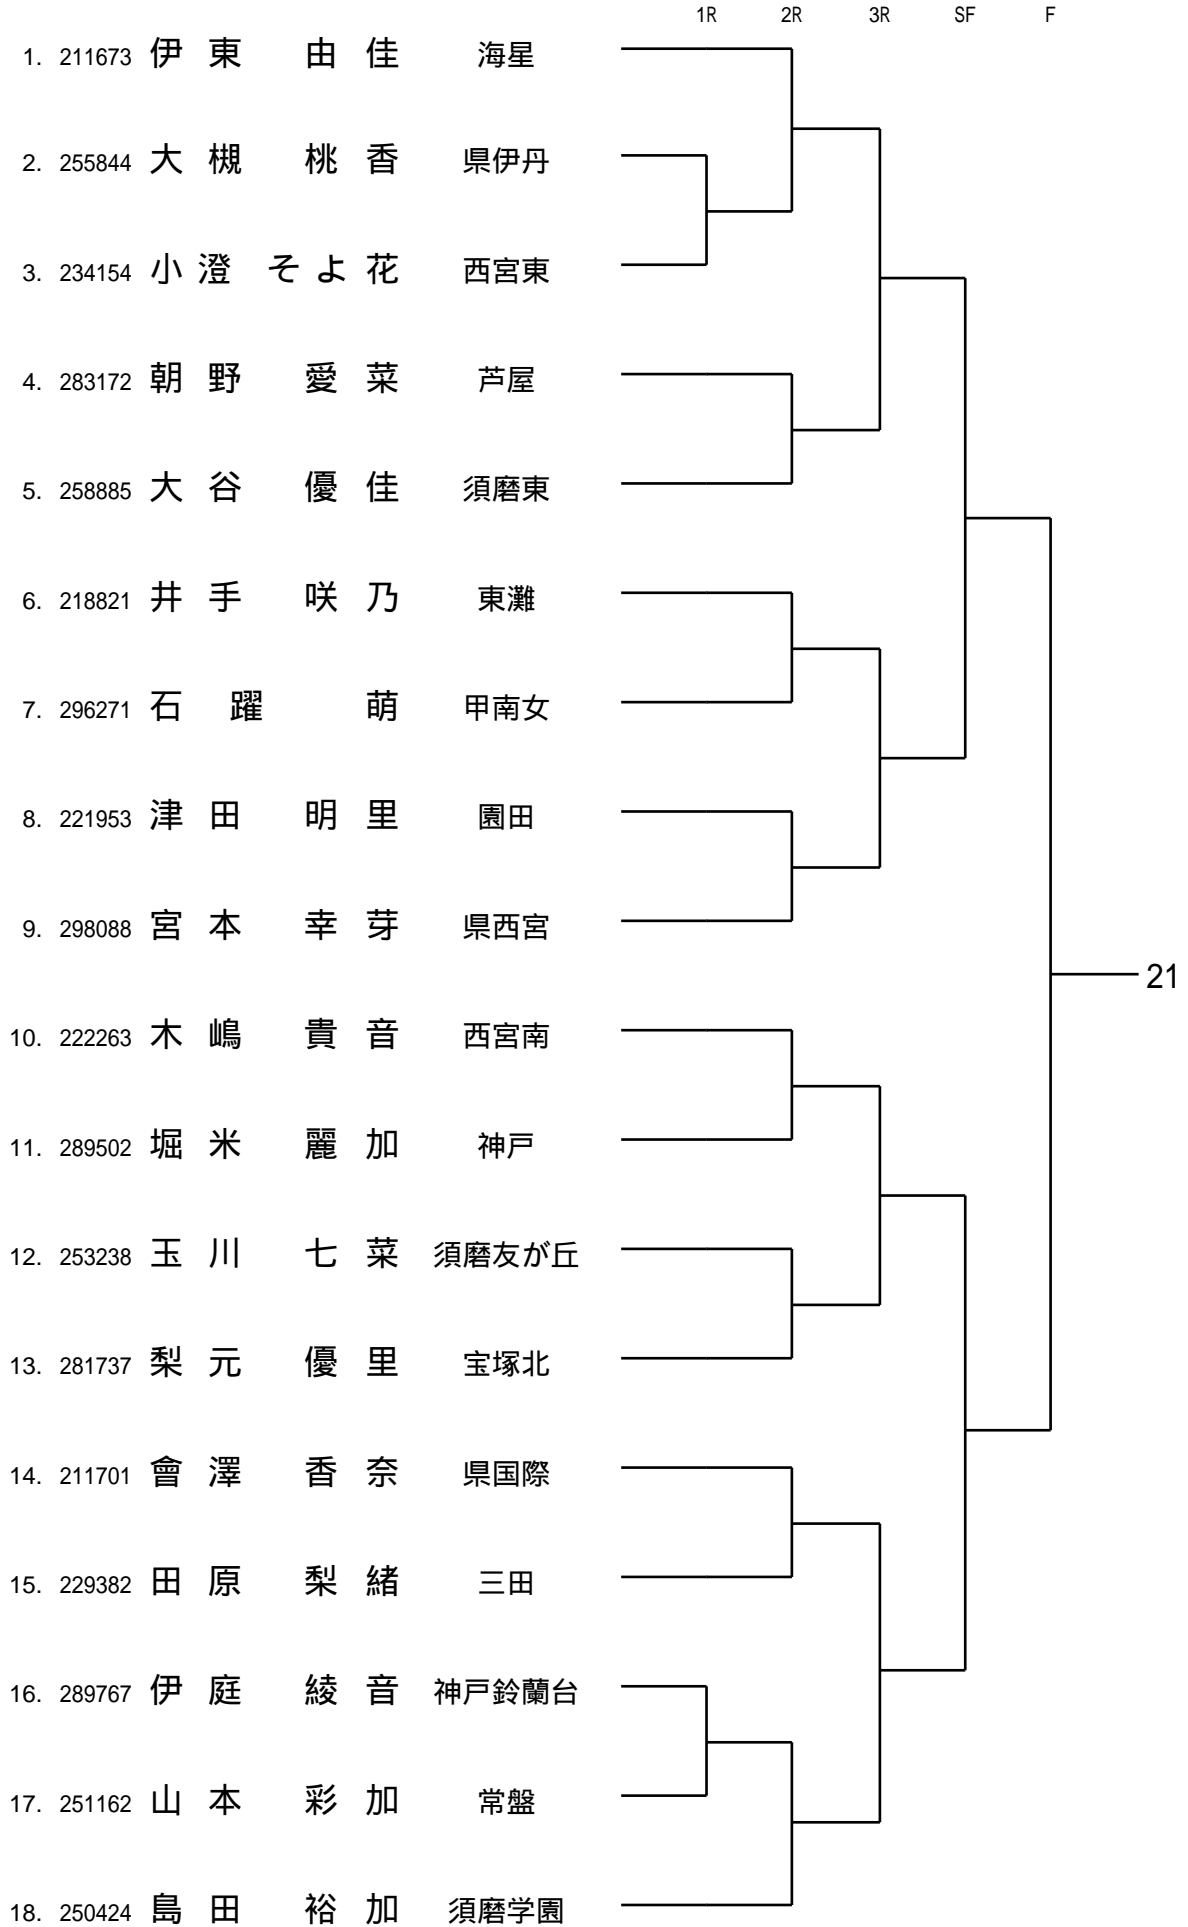 1R 2R 3R SF F
1. 211673 伊東 由佳 海星
2. 255844 大槻 桃香 県伊丹
3. 234154 小澄 そよ花 西宮東
4. 283172 朝野 愛菜 芦屋
5. 258885 大谷 優佳 須磨東
6. 218821 井手 咲乃 東灘
7. 296271 石躍 萌 甲南女
8. 221953 津田 明里 園田
9. 298088 宮本 幸芽 県西宮
21
10. 222263 木嶋 貴音 西宮南
11. 289502 堀米 麗加 神戸
12. 253238 玉川 七菜 須磨友が丘
13. 281737 梨元 優里 宝塚北
14. 211701 會澤 香奈 県国際
15. 229382 田原 梨緒 三田
16. 289767 伊庭 綾音 神戸鈴蘭台
17. 251162 山本 彩加 常盤
18. 250424 島田 裕加 須磨学園